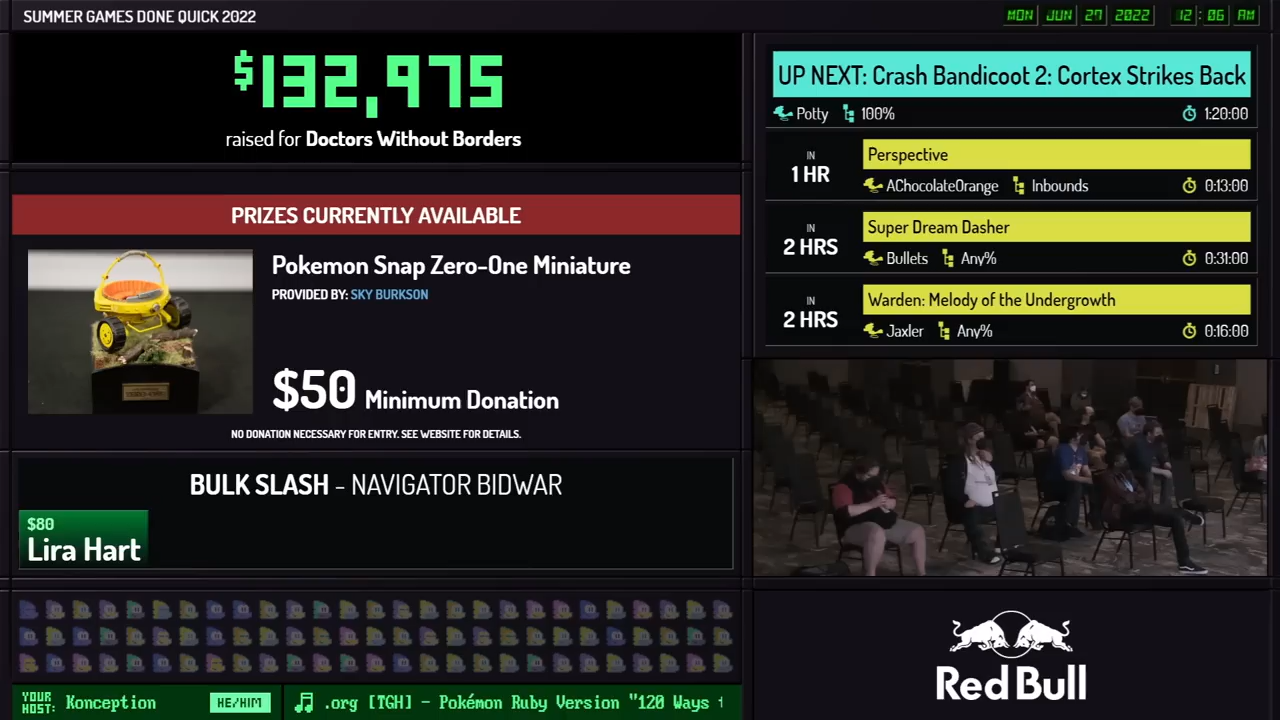 SUMMER GAMES DONE QUICK 2022
MON JUN 27 2022 12:06 AM
$132,975
raised for Doctors Without Borders
PRIZES CURRENTLY AVAILABLE
Pokemon Snap Zero-One Miniature
PROVIDED BY: SKY BURKSON
$50 Minimum Donation
NO DONATION NECESSARY FOR ENTRY. SEE WEBSITE FOR DETAILS.
BULK SLASH - NAVIGATOR BIDWAR
$80
Lira Hart
YOUR HOST: Konception HE/HIM
.org [TGH] - Pokémon Ruby Version "120 Ways
UP NEXT: Crash Bandicoot 2: Cortex Strikes Back
Potty 100% 1:20:00
IN 1 HR
Perspective
AChocolateOrange Inbounds 0:13:00
IN 2 HRS
Super Dream Dasher
Bullets Any% 0:31:00
IN 2 HRS
Warden: Melody of the Undergrowth
Jaxler Any% 0:16:00
Red Bull